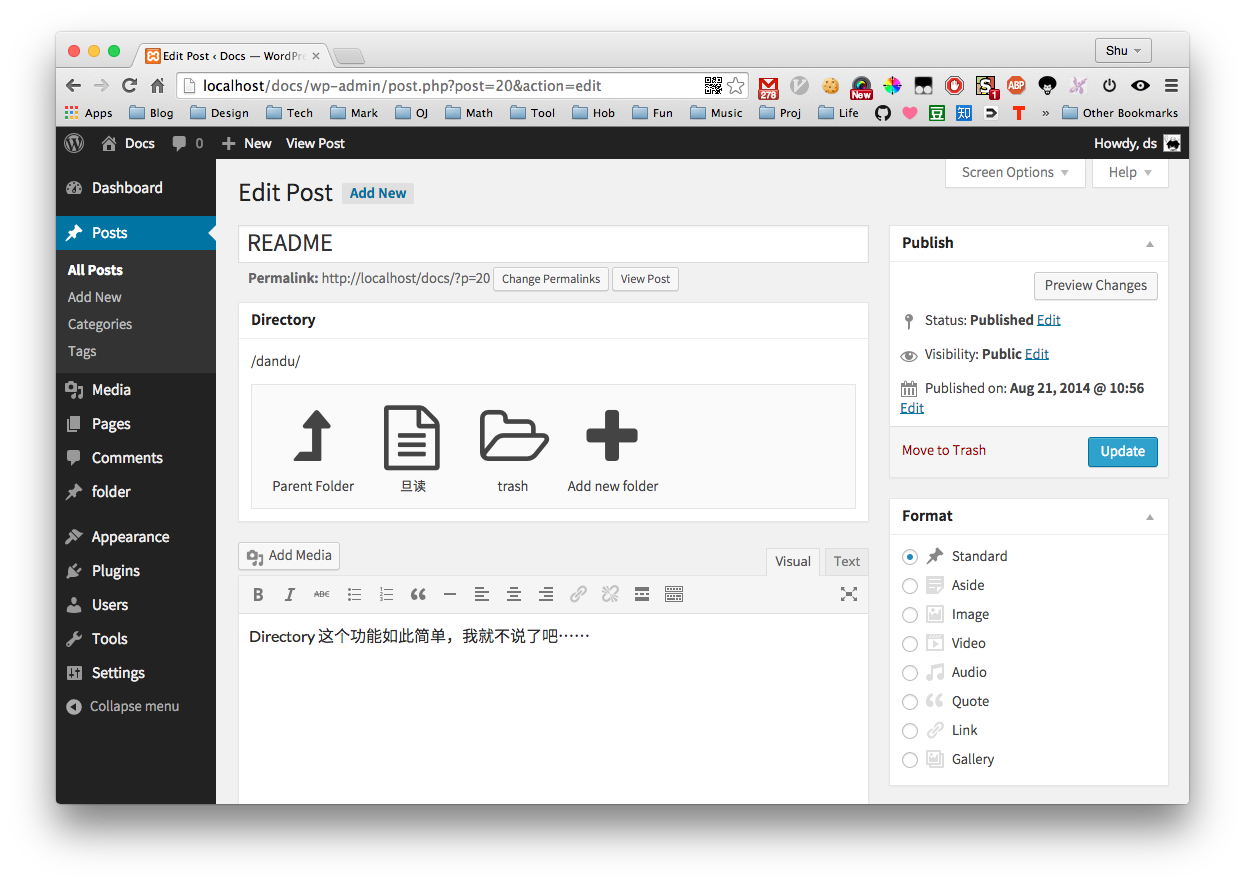 Edit Post ‹ Docs — WordPre
Shu
localhost/docs/wp-admin/post.php?post=20&action=edit
278
New
1
ABP
Apps Blog Design Tech Mark OJ Math Tool Hob Fun Music Proj Life 豆 知 T » Other Bookmarks
Docs 0 New View Post Howdy, ds
Dashboard
Posts
All Posts
Add New
Categories
Tags
Media
Pages
Comments
folder
Appearance
Plugins
Users
Tools
Settings
Collapse menu
Screen Options Help
Edit Post Add New
README
Permalink: http://localhost/docs/?p=20 Change Permalinks View Post
Directory
/dandu/
Parent Folder 旦读 trash Add new folder
Add Media
Visual Text
B I ABC
Directory 这个功能如此简单，我就不说了吧……
Publish
Preview Changes
Status: Published Edit
Visibility: Public Edit
Published on: Aug 21, 2014 @ 10:56
Edit
Move to Trash Update
Format
Standard
Aside
Image
Video
Audio
Quote
Link
Gallery